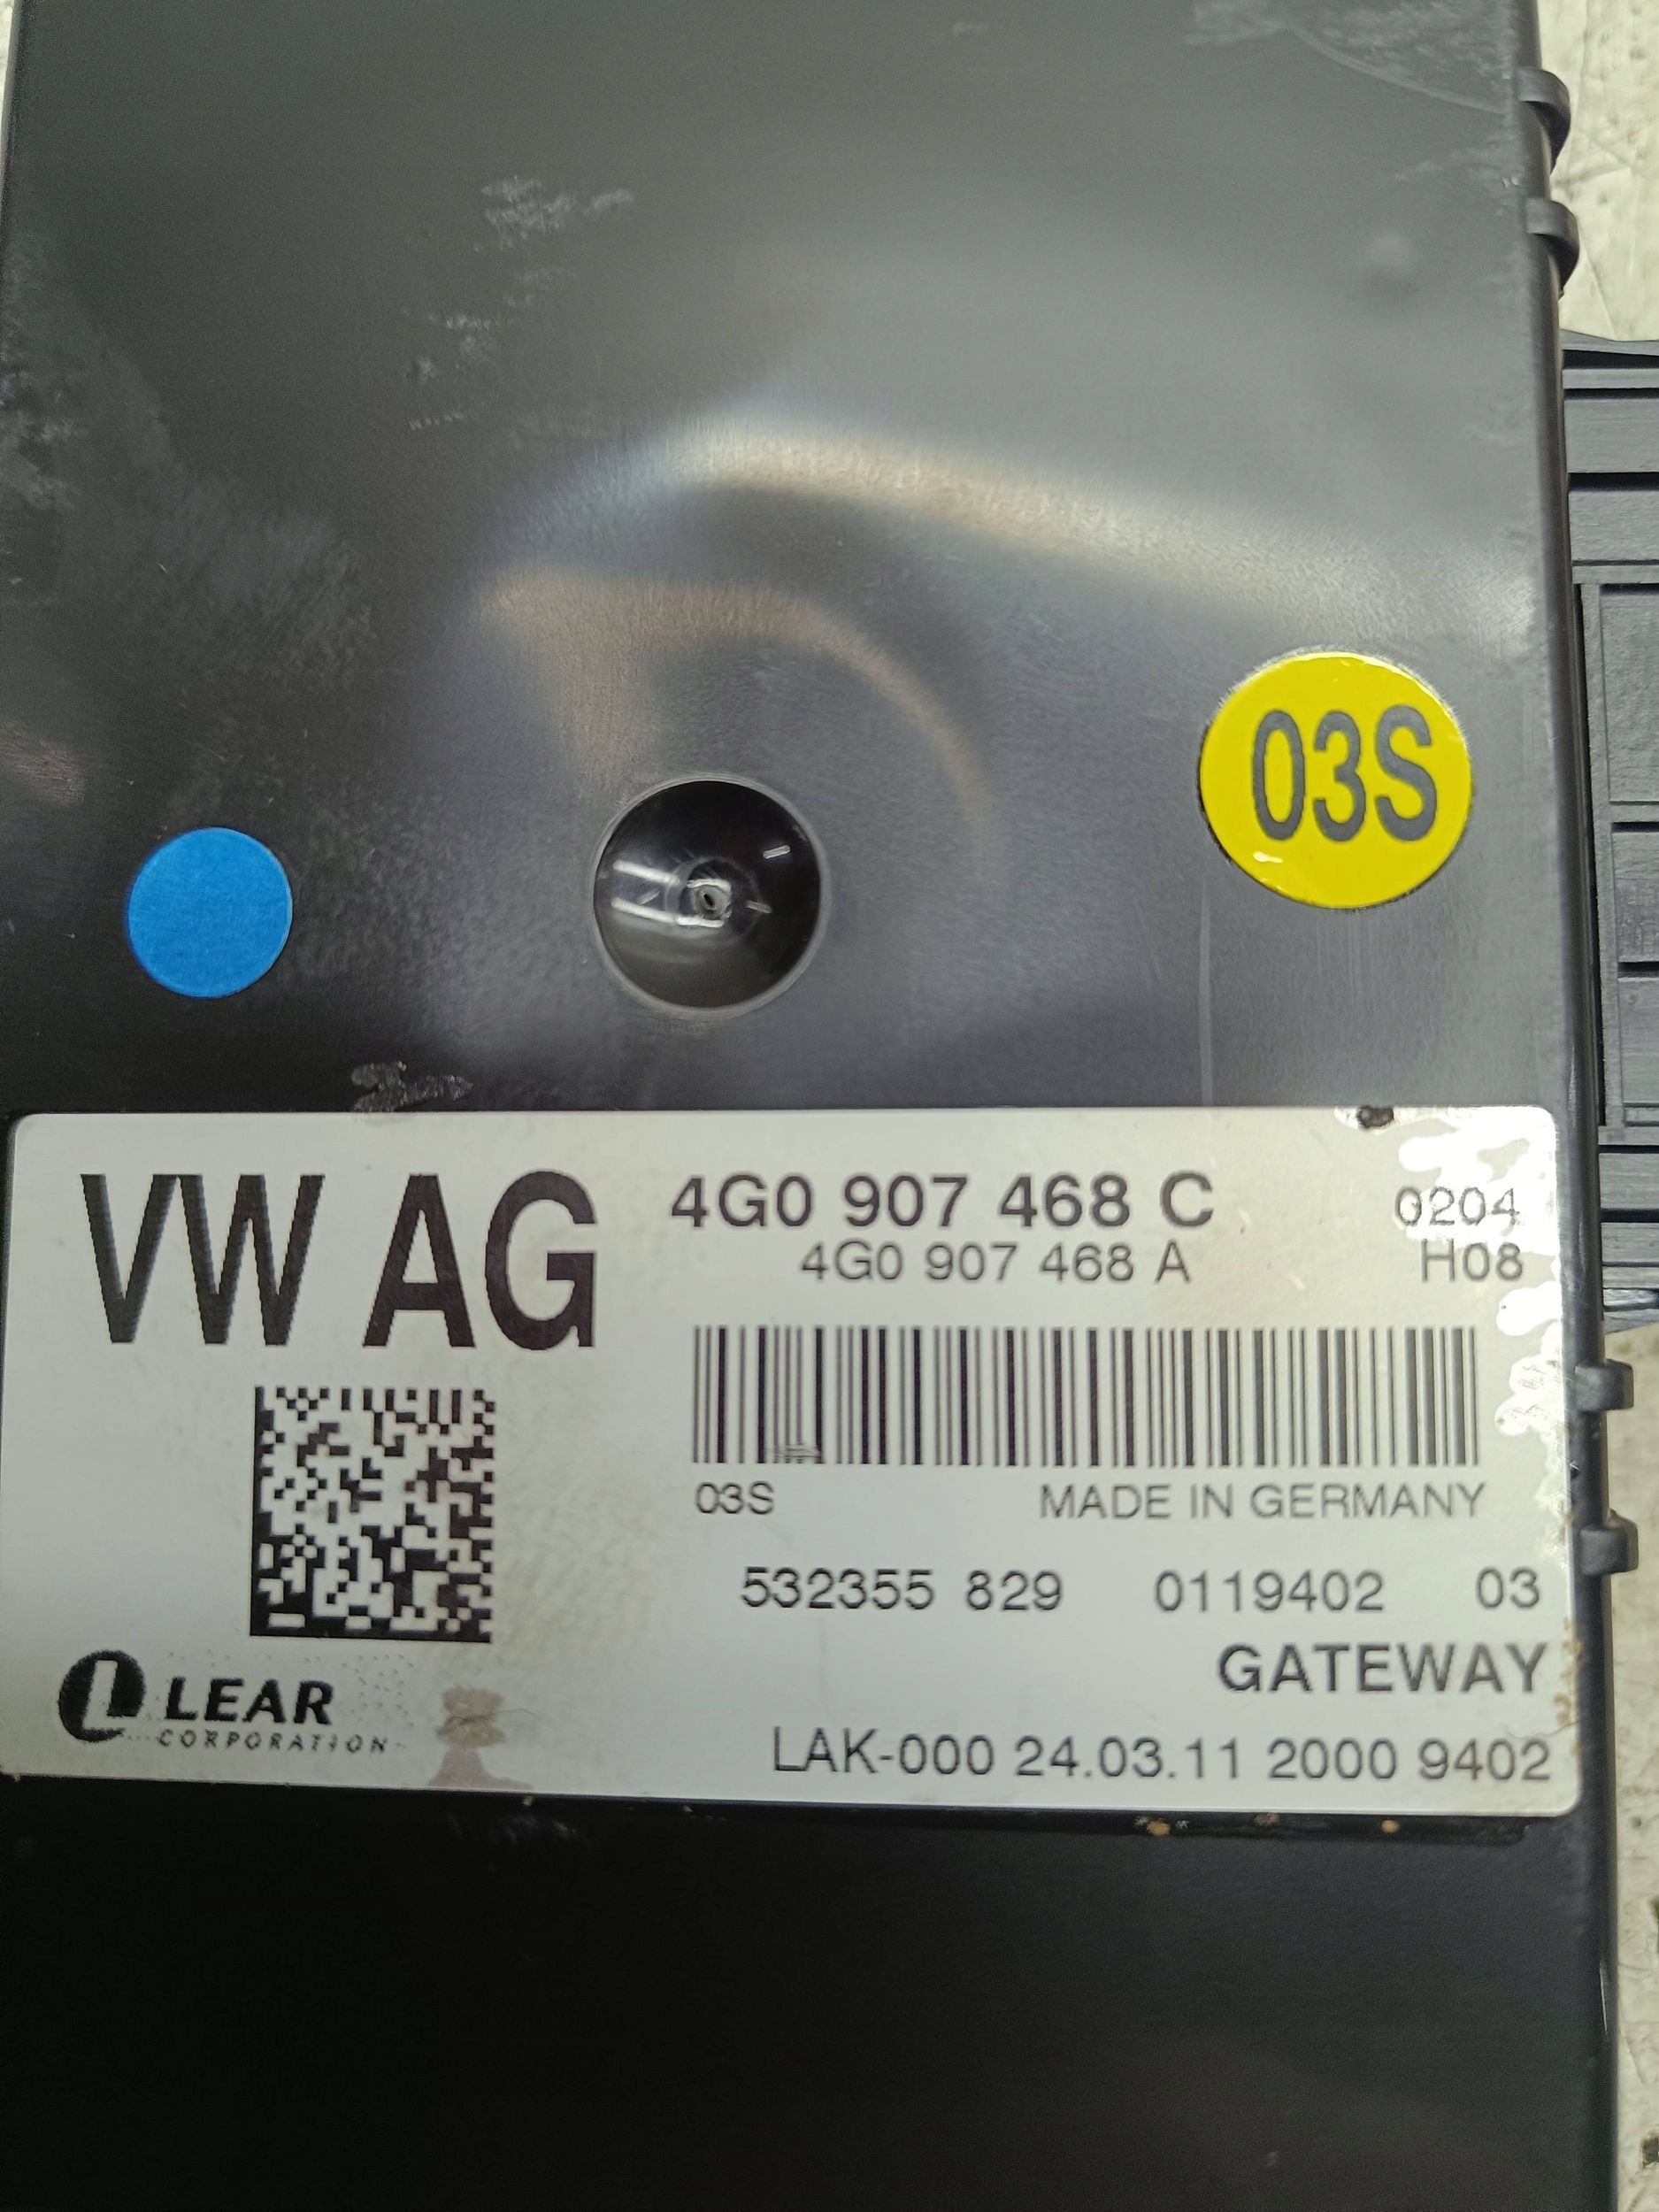 03S
VW AG
4G0 907 468 C
0204
4G0 907 468 A
H08
03S
MADE IN GERMANY
532355 829 0119402 03
GATEWAY
LEAR
CORPORATION
LAK-000 24.03.11 2000 9402